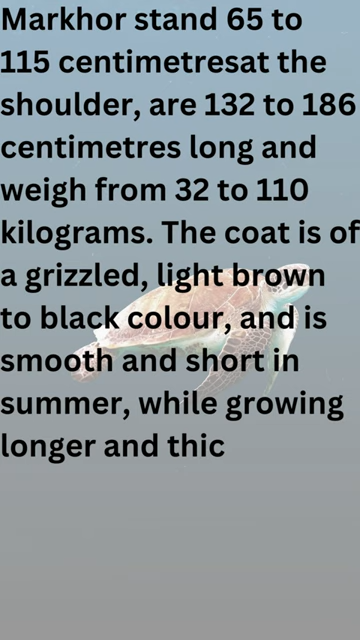 Markhor stand 65 to
115 centimetresat the
shoulder, are 132 to 186
centimetres long and
weigh from 32 to 110
kilograms. The coat is of
a grizzled, light brown
to black colour, and is
smooth and short in
summer, while growing
longer and thic